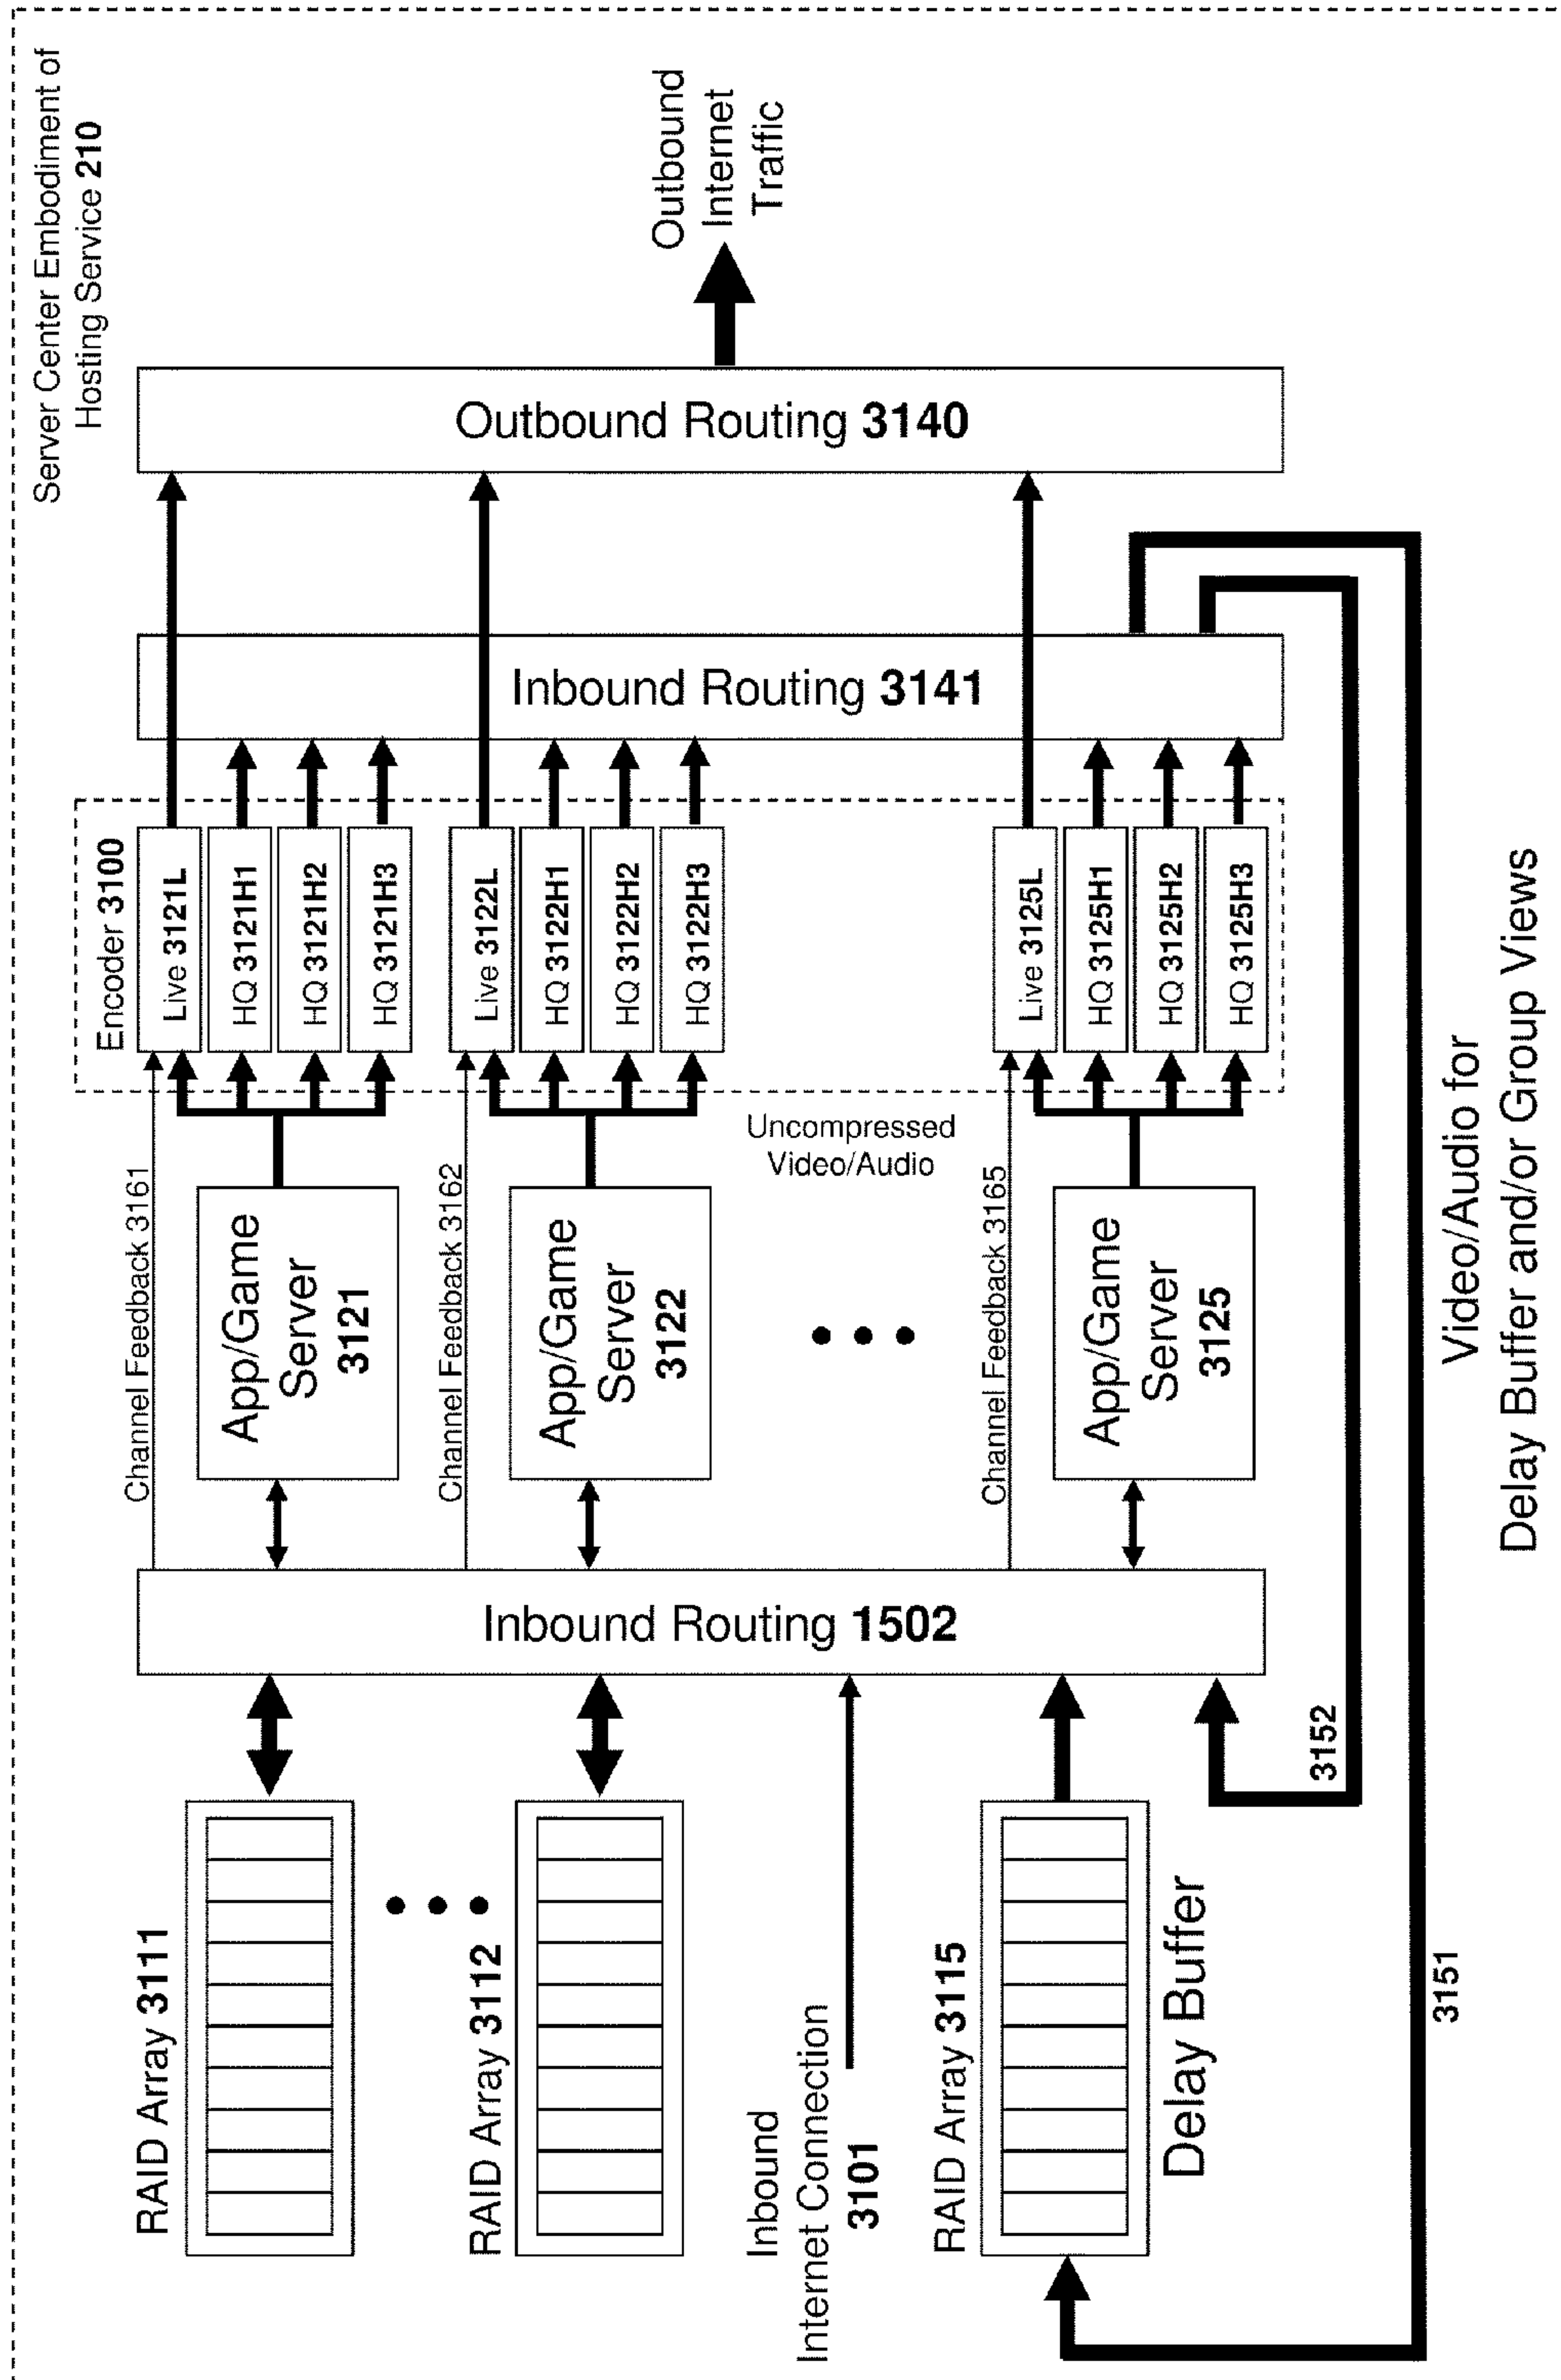 Server Center Embodiment of
Hosting Service 210
RAID Array 3111
RAID Array 3112
Inbound
Internet Connection
3101
RAID Array 3115
Delay Buffer
Inbound Routing 1502
Channel Feedback 3161
App/Game
Server
3121
Channel Feedback 3162
App/Game
Server
3122
Channel Feedback 3165
App/Game
Server
3125
Uncompressed
Video/Audio
Encoder 3100
Live 3121L
HQ 3121H1
HQ 3121H2
HQ 3121H3
Live 3122L
HQ 3122H1
HQ 3122H2
HQ 3122H3
Live 3125L
HQ 3125H1
HQ 3125H2
HQ 3125H3
Inbound Routing 3141
Outbound Routing 3140
Outbound
Internet
Traffic
3152
3151
Video/Audio for
Delay Buffer and/or Group Views